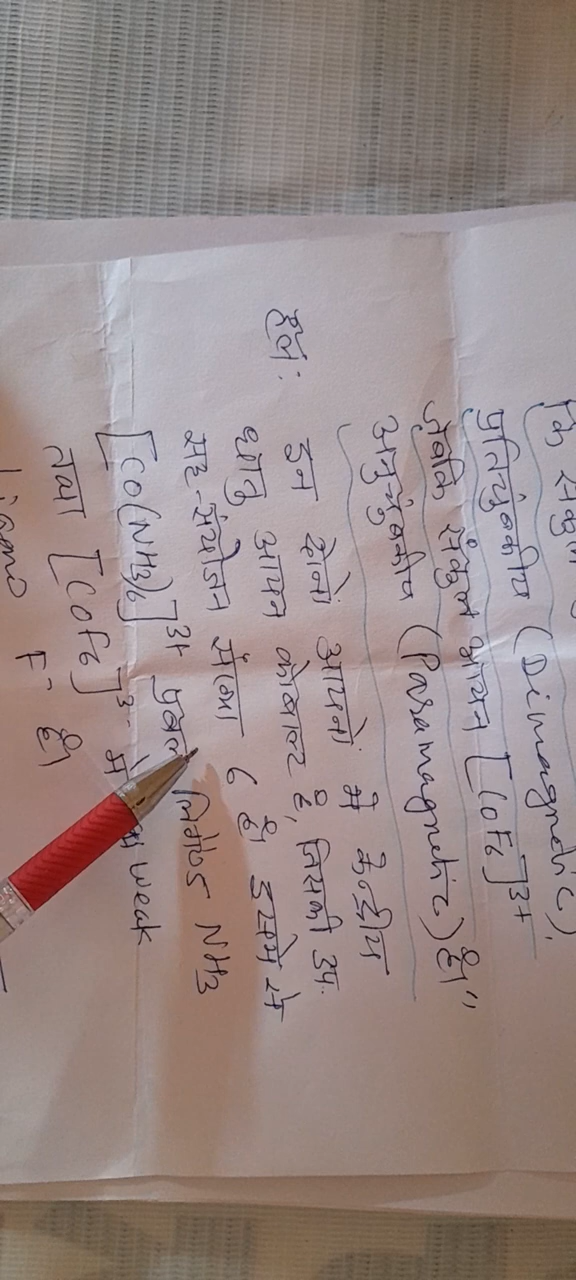 कि संकुल
प्रतिचुंबकीय (Dimagnetic),
जबकि संकुल आयन [CoF6]3+
अनुचुंबकीय (Paramagnetic) है।"
हल: इन दोनो आयनो मे केन्द्रीय
धातु आयन कोबाल्ट है, जिसकी उप.
सह-संयोजन संख्या 6 है। इसमे से
[Co(NH3)6]3+ लिगेण्ड NH3
तथा [CoF6]3- weak
F- है।